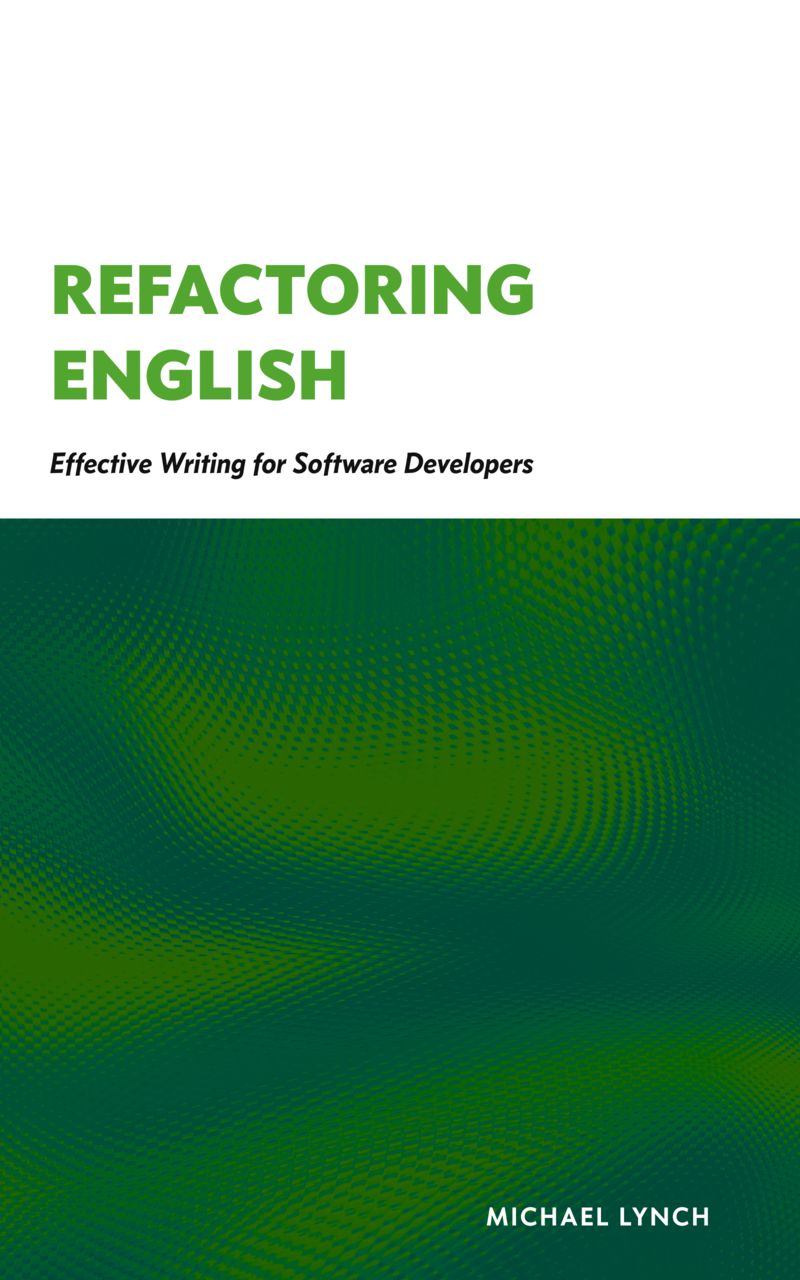 REFACTORING
ENGLISH
Effective Writing for Software Developers
MICHAEL LYNCH